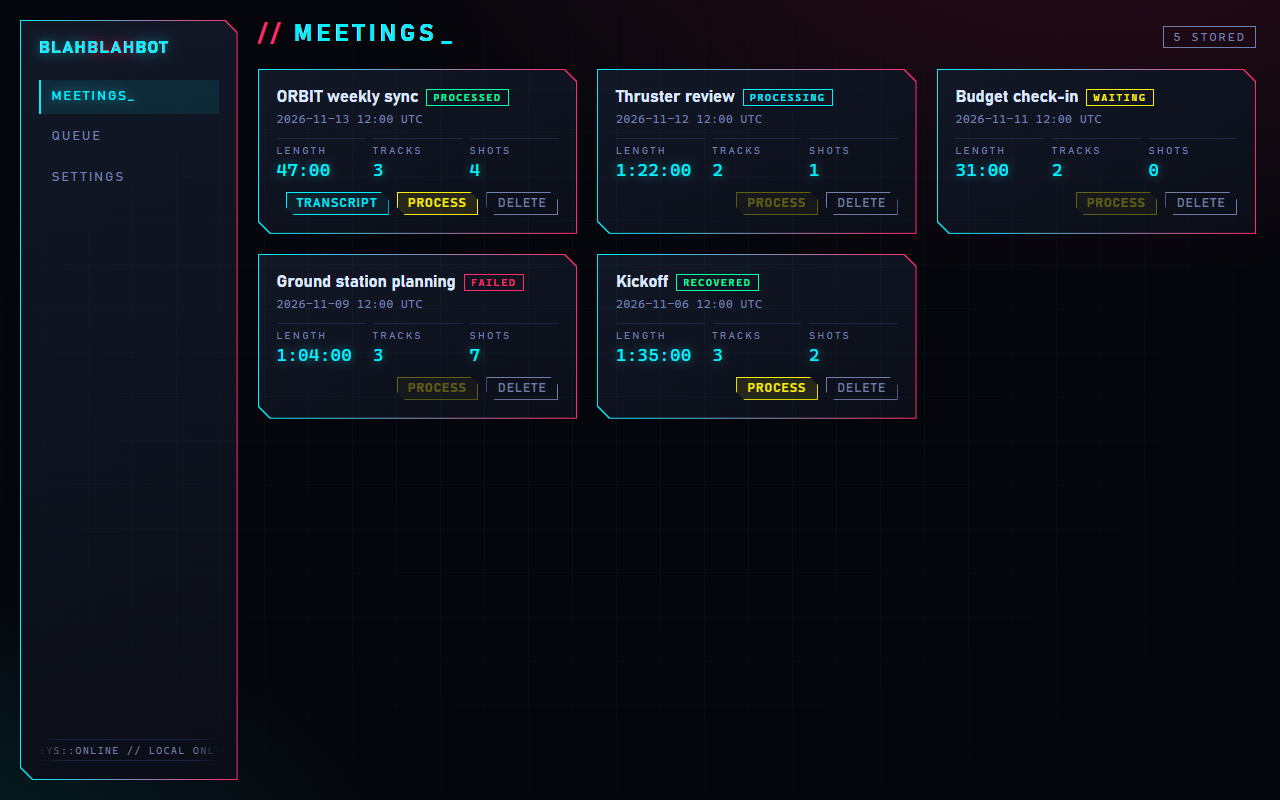 BLAHBLAHBOT
MEETINGS_
QUEUE
SETTINGS
SYS::ONLINE // LOCAL ONL
// MEETINGS_
5 STORED
ORBIT weekly sync PROCESSED
2026-11-13 12:00 UTC
LENGTH TRACKS SHOTS
47:00 3 4
TRANSCRIPT PROCESS DELETE
Thruster review PROCESSING
2026-11-12 12:00 UTC
LENGTH TRACKS SHOTS
1:22:00 2 1
PROCESS DELETE
Budget check-in WAITING
2026-11-11 12:00 UTC
LENGTH TRACKS SHOTS
31:00 2 0
PROCESS DELETE
Ground station planning FAILED
2026-11-09 12:00 UTC
LENGTH TRACKS SHOTS
1:04:00 3 7
PROCESS DELETE
Kickoff RECOVERED
2026-11-06 12:00 UTC
LENGTH TRACKS SHOTS
1:35:00 3 2
PROCESS DELETE